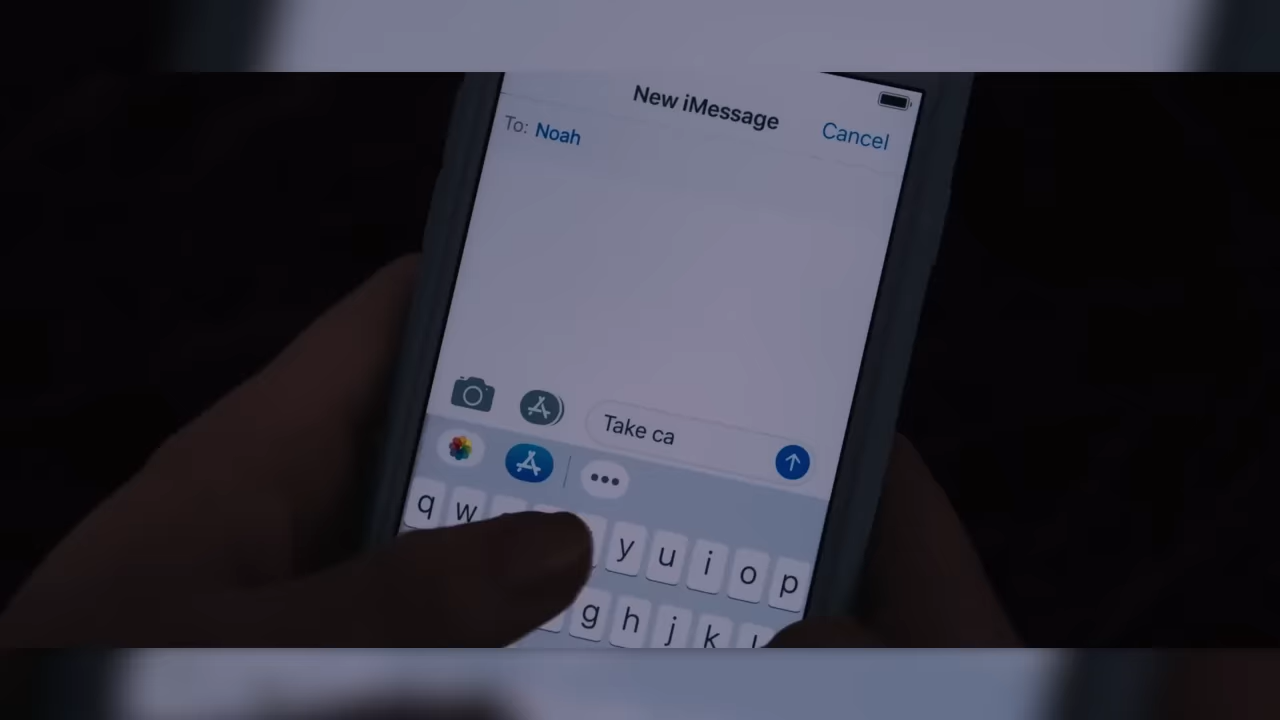 New iMessage
Cancel
To: Noah
Take ca
q w y u i o p
g h j k l